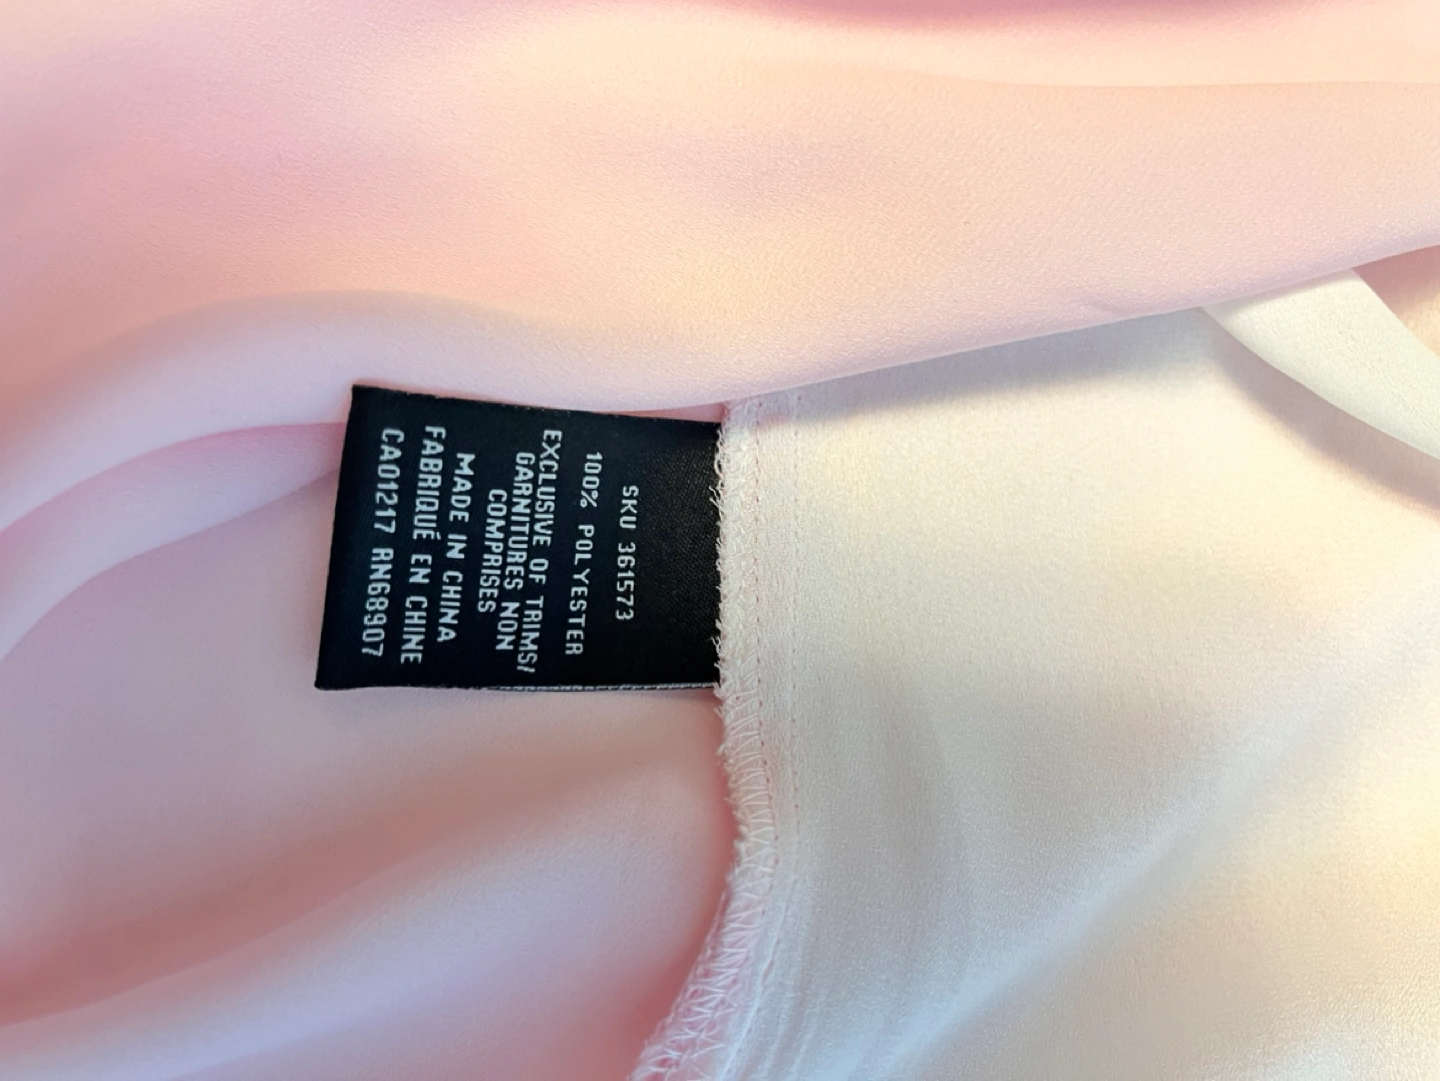 SKU 361573
100% POLYESTER
EXCLUSIVE OF TRIMS/
GARNITURES NON
COMPRISES
MADE IN CHINA
FABRIQUÉ EN CHINE
CA01217 RN68907